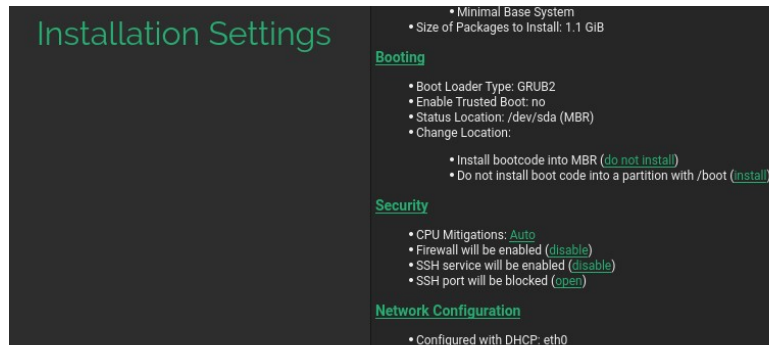 Installation Settings
• Minimal Base System
• Size of Packages to Install: 1.1 GiB
Booting
• Boot Loader Type: GRUB2
• Enable Trusted Boot: no
• Status Location: /dev/sda (MBR)
• Change Location:
• Install bootcode into MBR (do not install)
• Do not install boot code into a partition with /boot (install)
Security
• CPU Mitigations: Auto
• Firewall will be enabled (disable)
• SSH service will be enabled (disable)
• SSH port will be blocked (open)
Network Configuration
• Configured with DHCP: eth0